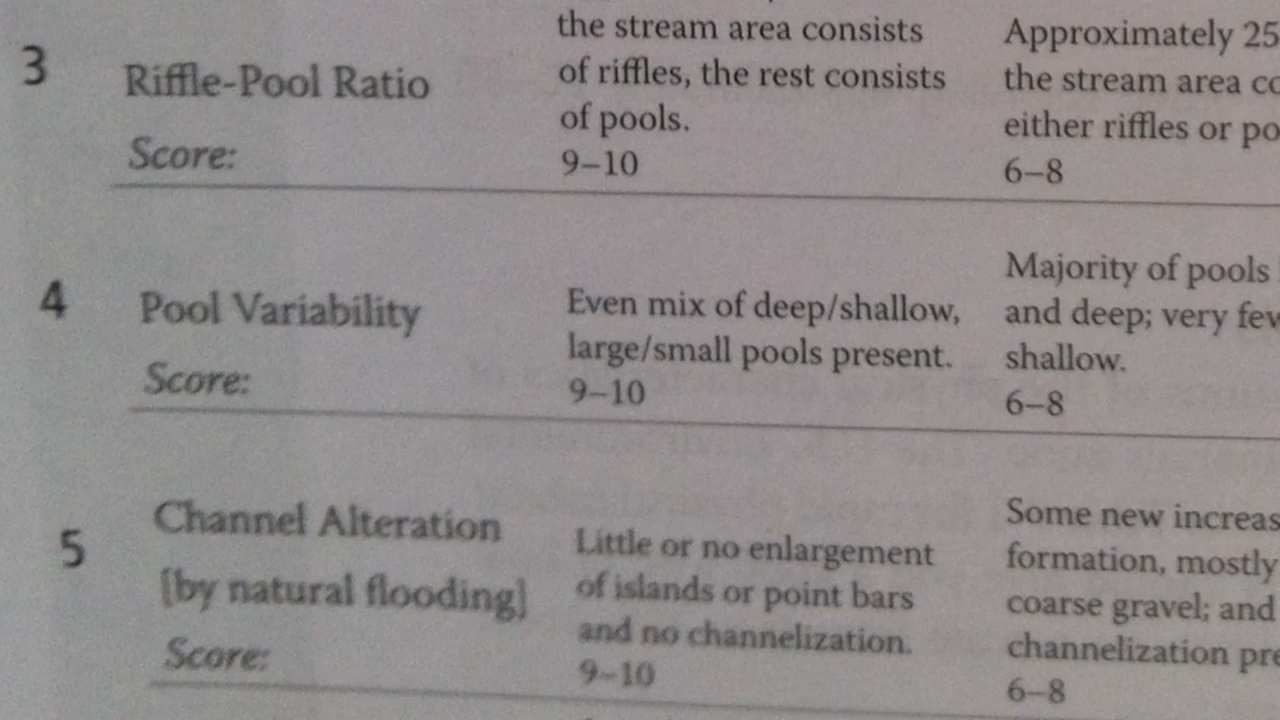 3
Riffle-Pool Ratio
Score:
the stream area consists
of riffles, the rest consists
of pools.
9–10
Approximately 25
the stream area
either riffles or
6–8
4
Pool Variability
Score:
Even mix of deep/shallow,
large/small pools present.
9–10
Majority of pools
and deep; very few
shallow.
6–8
5
Channel Alteration
[by natural flooding]
Score:
Little or no enlargement
of islands or point bars
and no channelization.
9–10
Some new
formation, mostly
coarse gravel; and
channelization
6–8